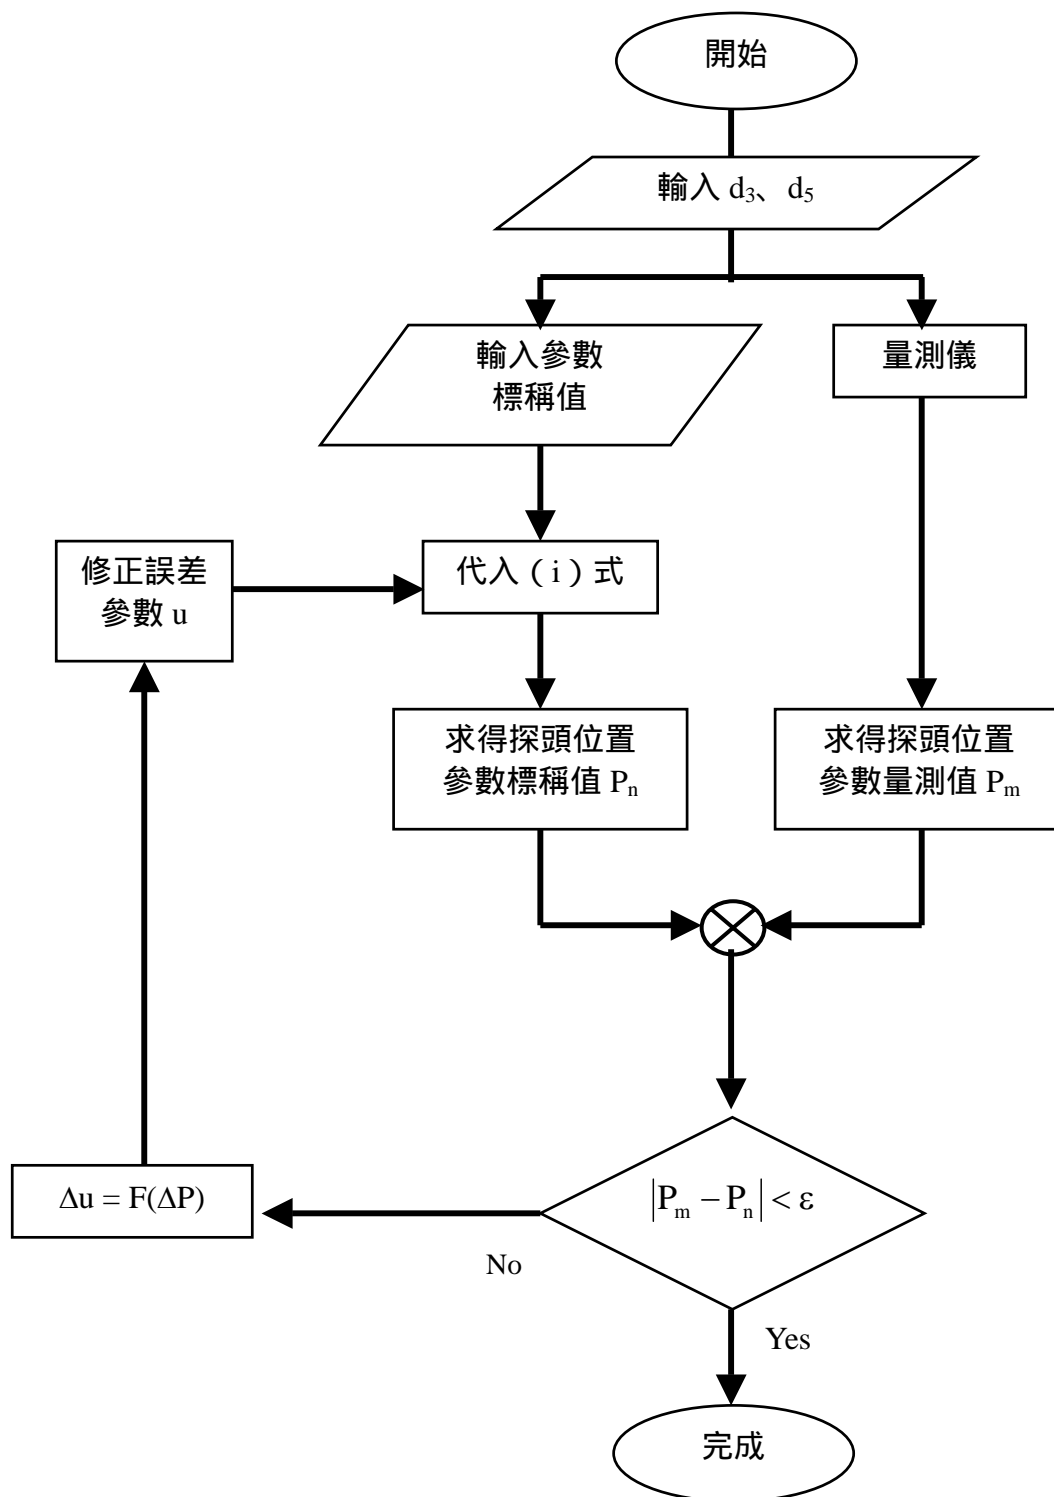 開始
輸入 d₃、d₅
輸入參數
標稱值
量測儀
修正誤差
參數 u
代入（i）式
求得探頭位置
參數標稱值 Pₙ
求得探頭位置
參數量測值 Pₘ
Δu = F(ΔP)
|Pₘ − Pₙ| < ε
No
Yes
完成